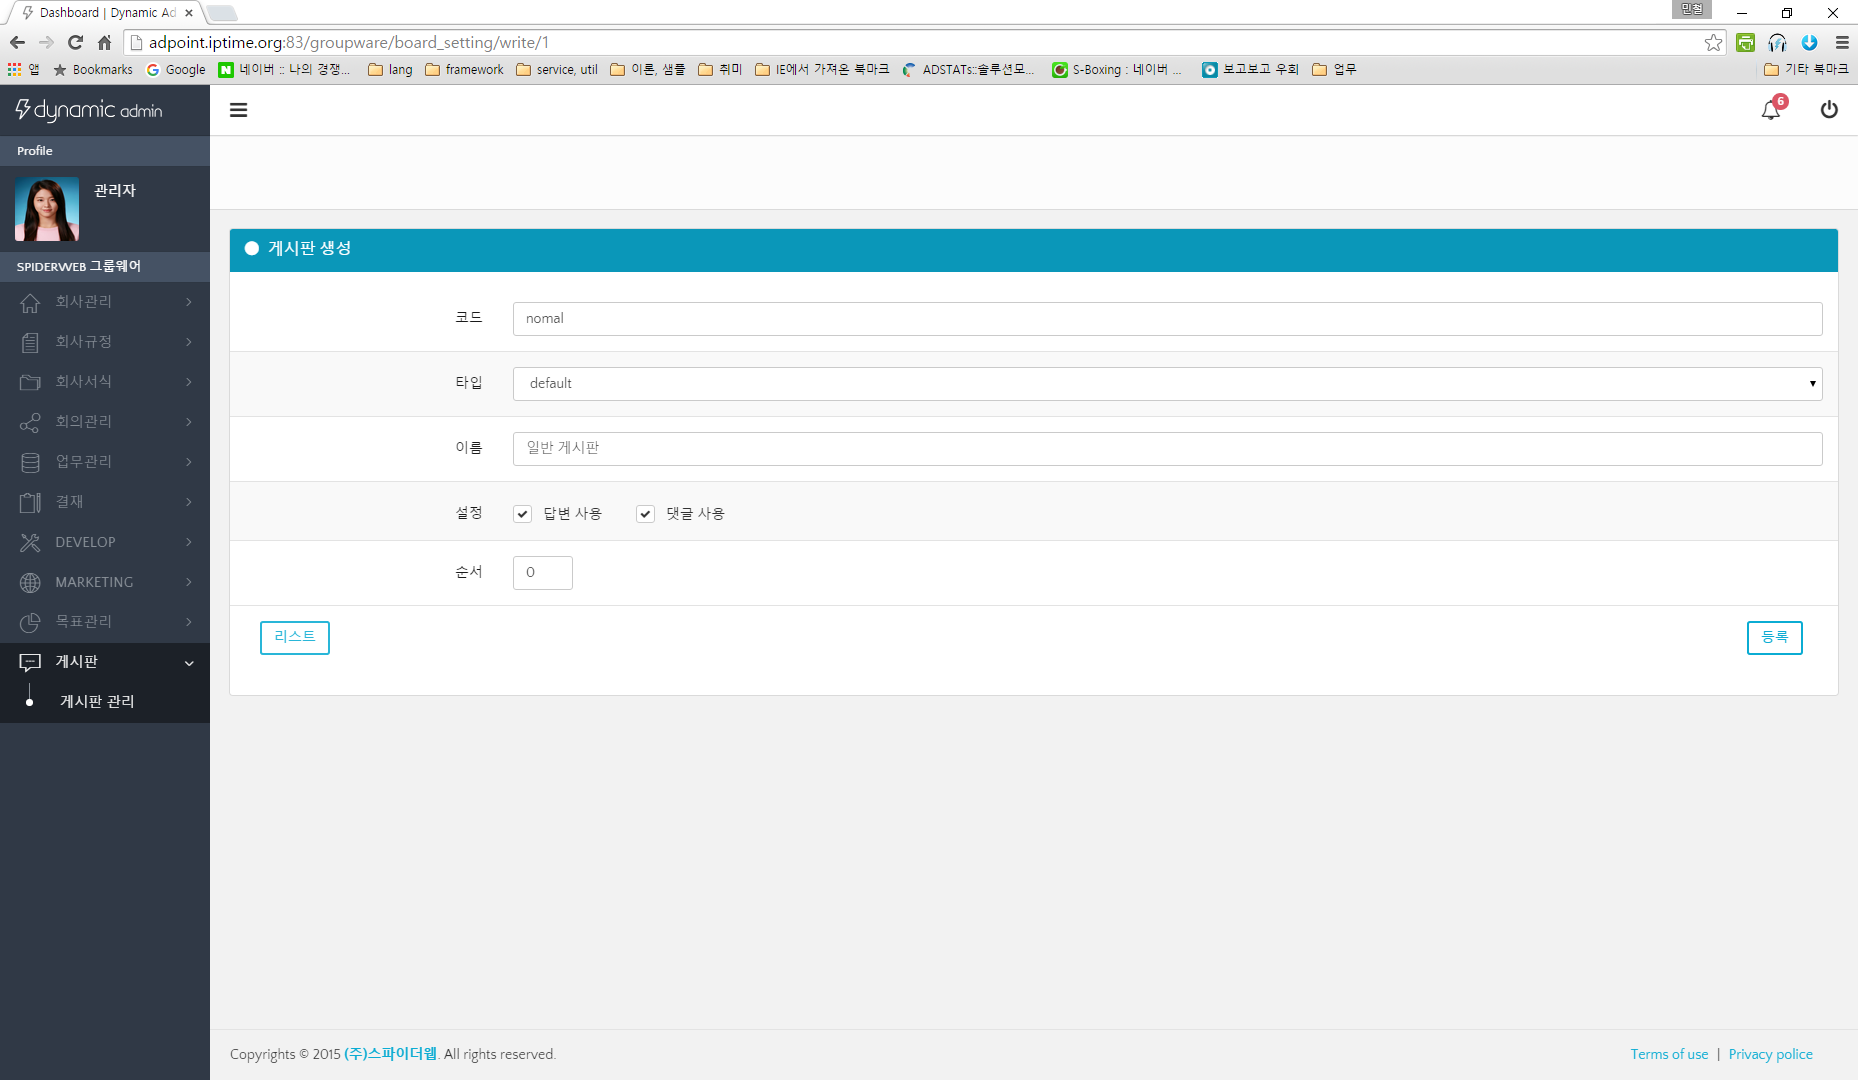 Dashboard | Dynamic Ad
민철
adpoint.iptime.org:83/groupware/board_setting/write/1
앱 Bookmarks Google 네이버 :: 나의 경쟁... lang framework service, util 이론, 샘플 취미 IE에서 가져온 북마크 ADSTATs::솔루션모... S-Boxing : 네이버 ... 보고보고 우회 업무 기타 북마크
dynamic admin
6
Profile
관리자
SPIDERWEB 그룹웨어
회사관리
회사규정
회사서식
회의관리
업무관리
결재
DEVELOP
MARKETING
목표관리
게시판
게시판 관리
게시판 생성
코드 nomal
타입 default
이름 일반 게시판
설정 답변 사용 댓글 사용
순서 0
리스트 등록
Copyrights © 2015 (주)스파이더웹. All rights reserved.
Terms of use | Privacy police